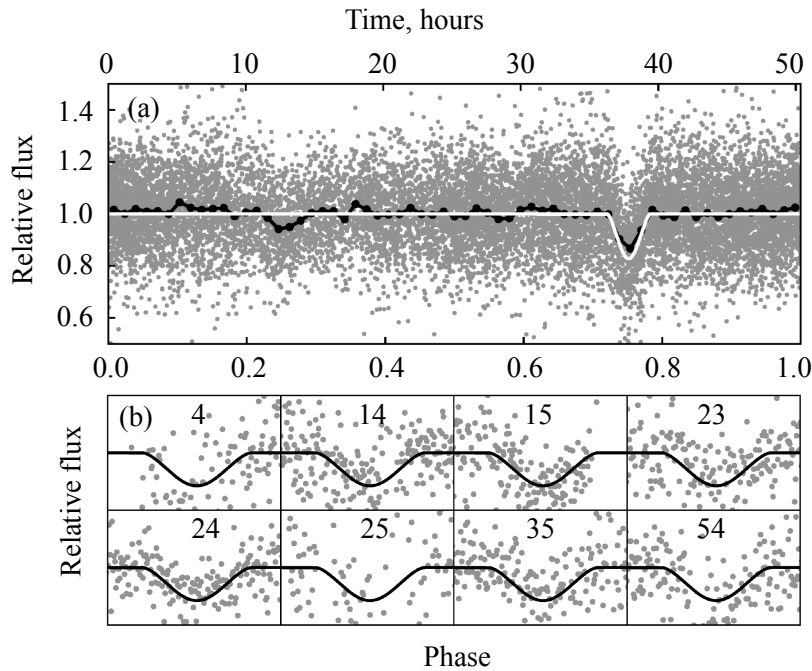 Time, hours
0 10 20 30 40 50
(a)
Relative flux
1.4
1.2
1.0
0.8
0.6
0.0 0.2 0.4 0.6 0.8 1.0
(b)
4 14 15 23
Relative flux
24 25 35 54
Relative flux
Phase